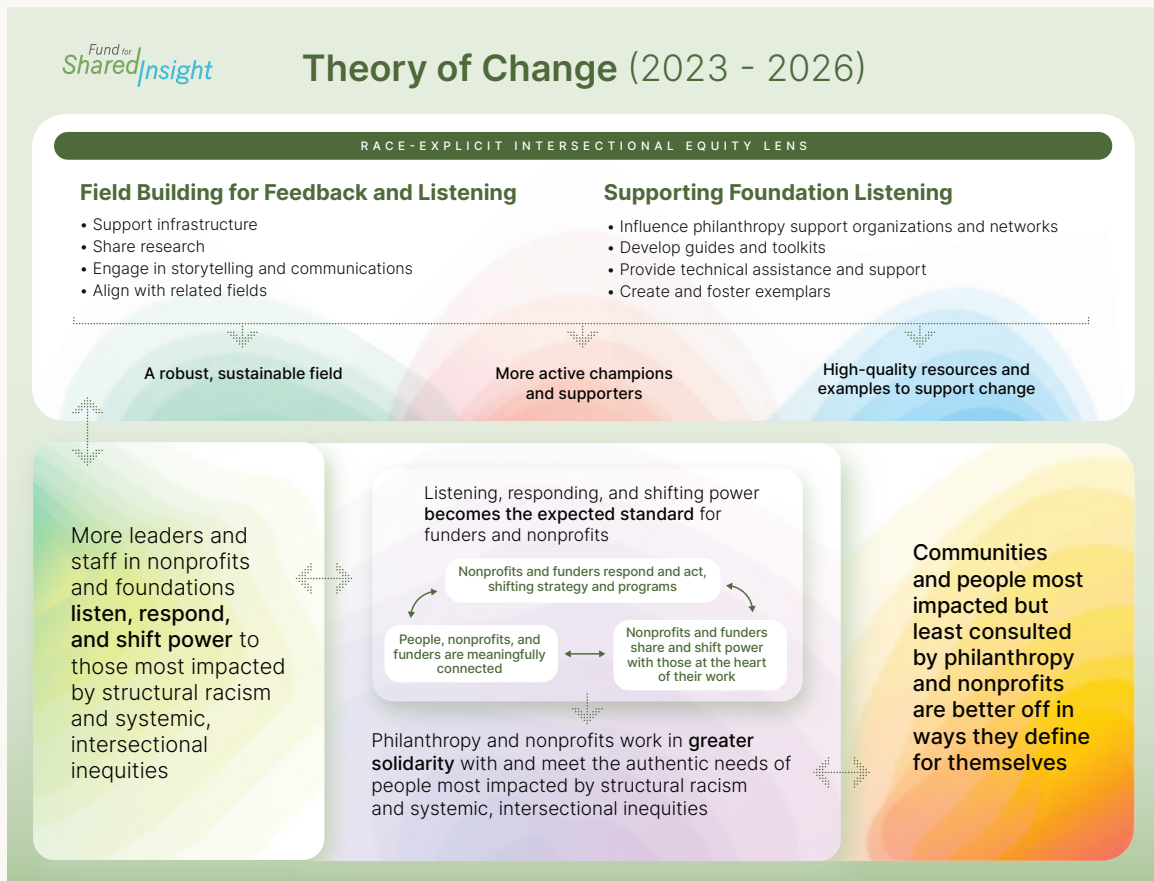 Fund for
Shared Insight
Theory of Change (2023 - 2026)
RACE-EXPLICIT INTERSECTIONAL EQUITY LENS
Field Building for Feedback and Listening
• Support infrastructure
• Share research
• Engage in storytelling and communications
• Align with related fields
Supporting Foundation Listening
• Influence philanthropy support organizations and networks
• Develop guides and toolkits
• Provide technical assistance and support
• Create and foster exemplars
A robust, sustainable field
More active champions
and supporters
High-quality resources and
examples to support change
More leaders and
staff in nonprofits
and foundations
listen, respond,
and shift power to
those most impacted
by structural racism
and systemic,
intersectional
inequities
Listening, responding, and shifting power
becomes the expected standard for
funders and nonprofits
Nonprofits and funders respond and act,
shifting strategy and programs
People, nonprofits, and
funders are meaningfully
connected
Nonprofits and funders
share and shift power
with those at the heart
of their work
Philanthropy and nonprofits work in greater
solidarity with and meet the authentic needs of
people most impacted by structural racism
and systemic, intersectional inequities
Communities
and people most
impacted but
least consulted
by philanthropy
and nonprofits
are better off in
ways they define
for themselves